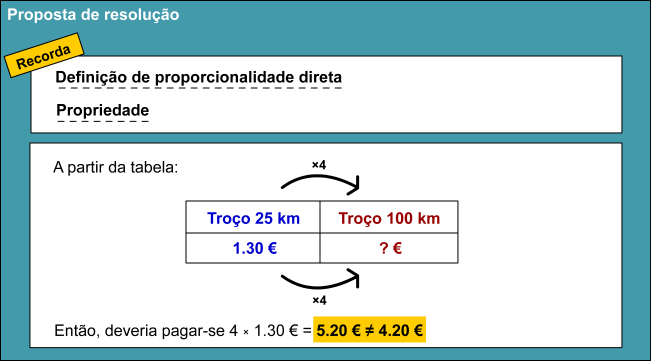 Proposta de resolução
Recorda
Definição de proporcionalidade direta
Propriedade
A partir da tabela:
×4
Troço 25 km Troço 100 km
1.30 € ? €
×4
Então, deveria pagar-se 4 × 1.30 € = 5.20 € ≠ 4.20 €